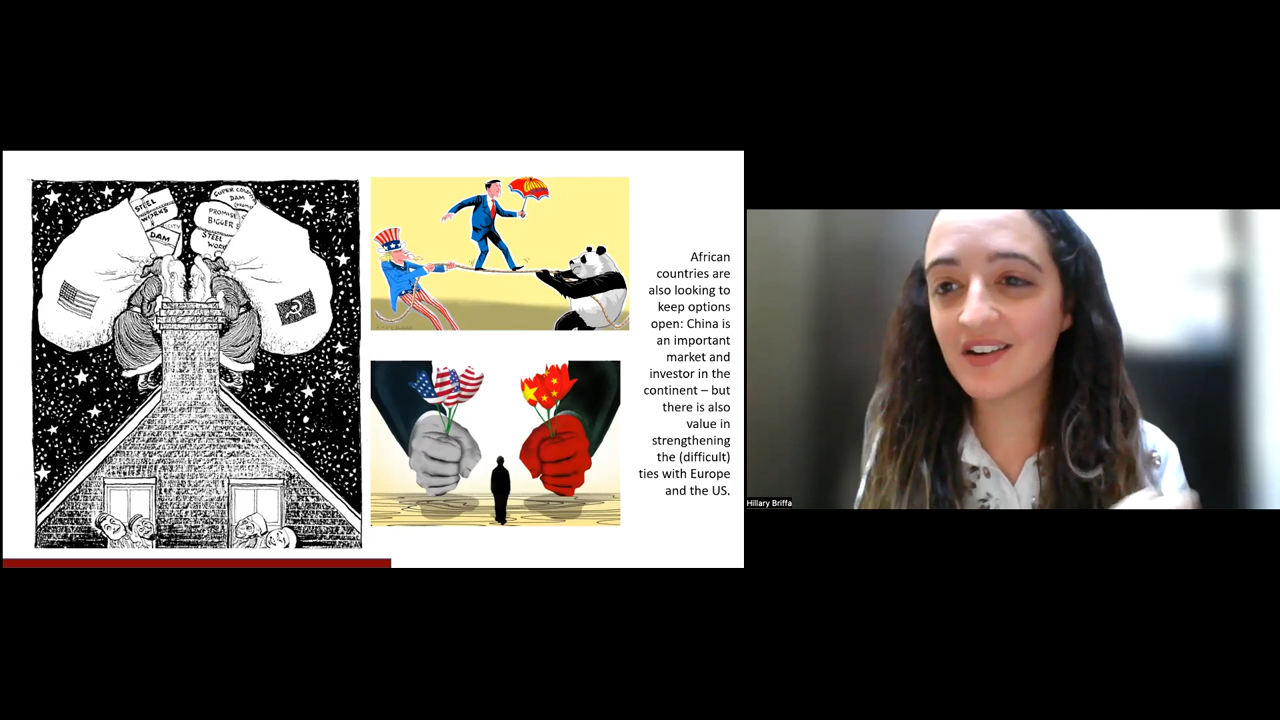 STEEL
WORKS
&
DAM
CITY
SUPER
DAM
PROMISE
BIGGER
STEEL
WORK
African
countries are
also looking to
keep options
open: China is
an important
market and
investor in the
continent – but
there is also
value in
strengthening
the (difficult)
ties with Europe
and the US.
Hillary Briffa